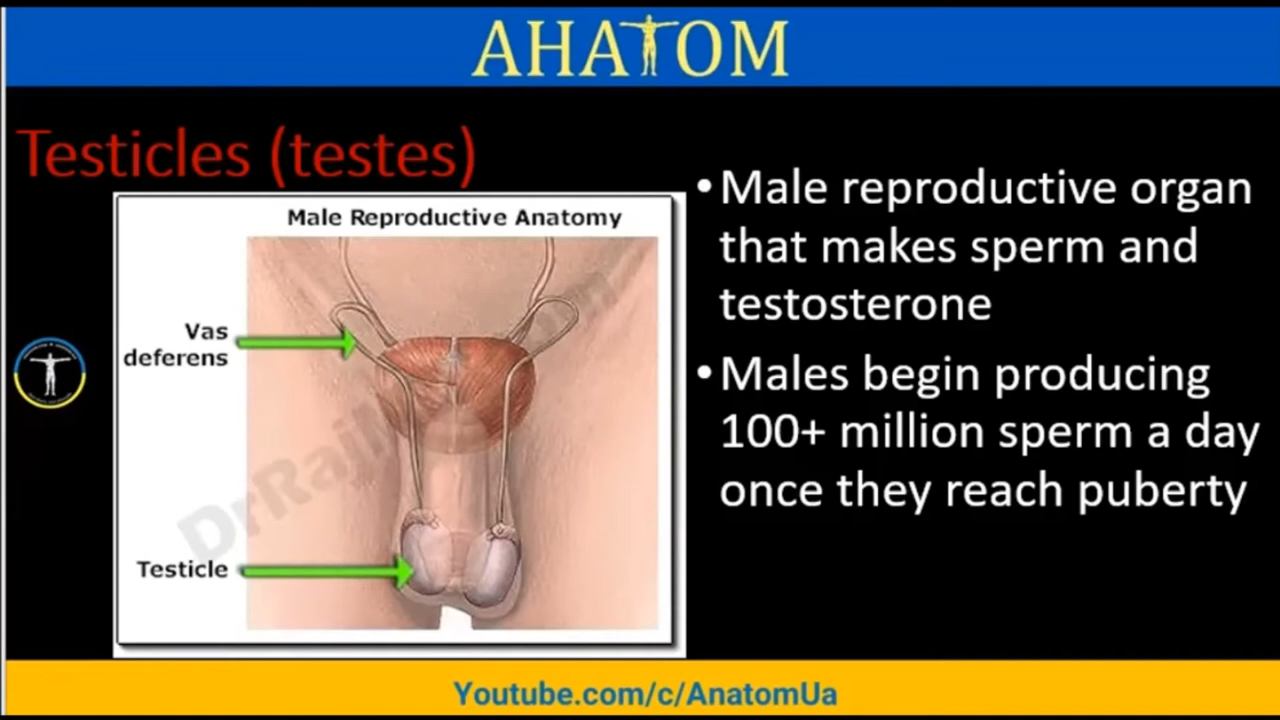 АНАТОМ
Testicles (testes)
Male Reproductive Anatomy
Vas
deferens
Testicle
• Male reproductive organ
that makes sperm and
testosterone
• Males begin producing
100+ million sperm a day
once they reach puberty
Youtube.com/c/AnatomUa